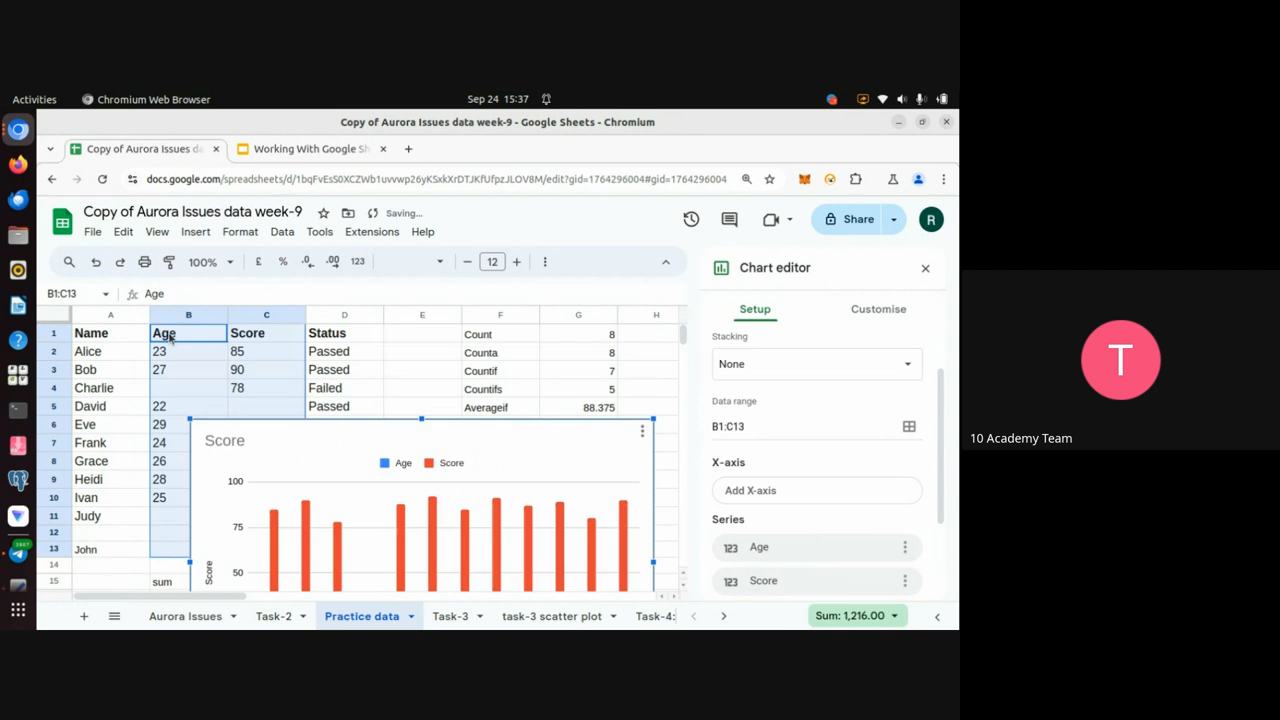 Activities
Chromium Web Browser
Sep 24 15:37
Copy of Aurora Issues data week-9 - Google Sheets - Chromium
Copy of Aurora Issues da
Working With Google Sh
docs.google.com/spreadsheets/d/1bqFvEsS0XCZWb1uvvwp26yKSxkXrDTJKfUfpzJLOV8M/edit?gid=1764296004#gid=1764296004
Copy of Aurora Issues data week-9
Saving...
Share
R
File Edit View Insert Format Data Tools Extensions Help
100% £ % .0 .00 123 − 12 +
B1:C13 fx Age
A B C D E F G H
1 Name Age Score Status Count 8
2 Alice 23 85 Passed Counta 8
3 Bob 27 90 Passed Countif 7
4 Charlie 78 Failed Countifs 5
5 David 22 Passed Averageif 88.375
6 Eve 29
7 Frank 24
8 Grace 26
9 Heidi 28
10 Ivan 25
11 Judy
12
13 John
14
15 sum
Score
Age Score
100
75
50
Score
Chart editor
Setup Customise
Stacking
None
Data range
B1:C13
X-axis
Add X-axis
Series
123 Age
123 Score
Aurora Issues Task-2 Practice data Task-3 task-3 scatter plot Task-4:
Sum: 1,216.00
T
10 Academy Team